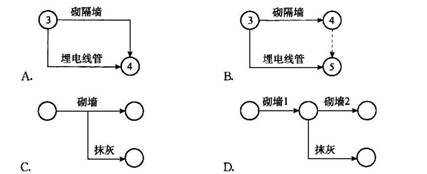 ③ 砌隔墙
埋电线管 ④
A.
③ 砌隔墙 ④
埋电线管 ⑤
B.
砌墙
抹灰
C.
砌墙1 砌墙2
抹灰
D.